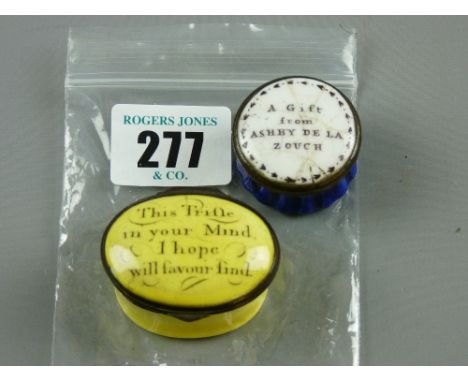 ROGERS JONES
277
& CO.
A Gift
from
ASHBY DE LA
ZOUCH
This Trifle
in your Mind
I hope
will favour find.